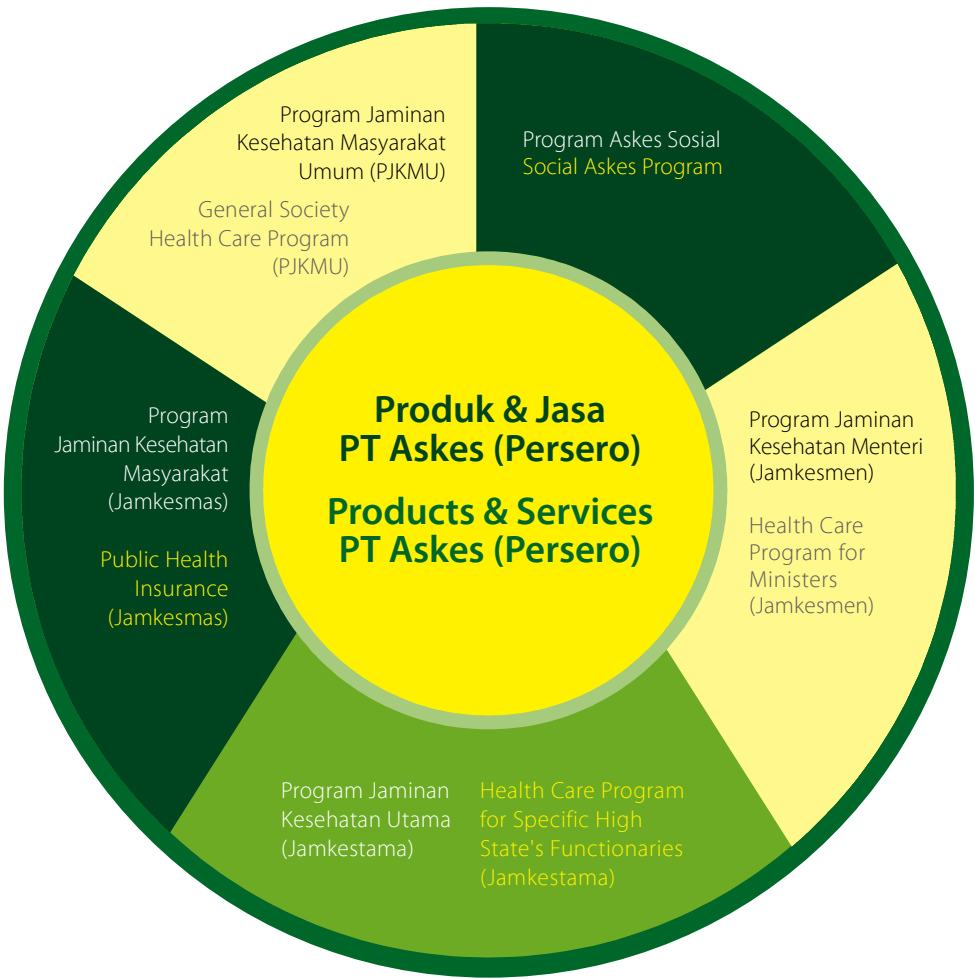 Produk & Jasa
PT Askes (Persero)
Products & Services
PT Askes (Persero)
Program Askes Sosial
Social Askes Program
Program Jaminan
Kesehatan Menteri
(Jamkesmen)
Health Care
Program for
Ministers
(Jamkesmen)
Program Jaminan
Kesehatan Utama
(Jamkestama)
Health Care Program
for Specific High
State's Functionaries
(Jamkestama)
Program
Jaminan Kesehatan
Masyarakat
(Jamkesmas)
Public Health
Insurance
(Jamkesmas)
Program Jaminan
Kesehatan Masyarakat
Umum (PJKMU)
General Society
Health Care Program
(PJKMU)